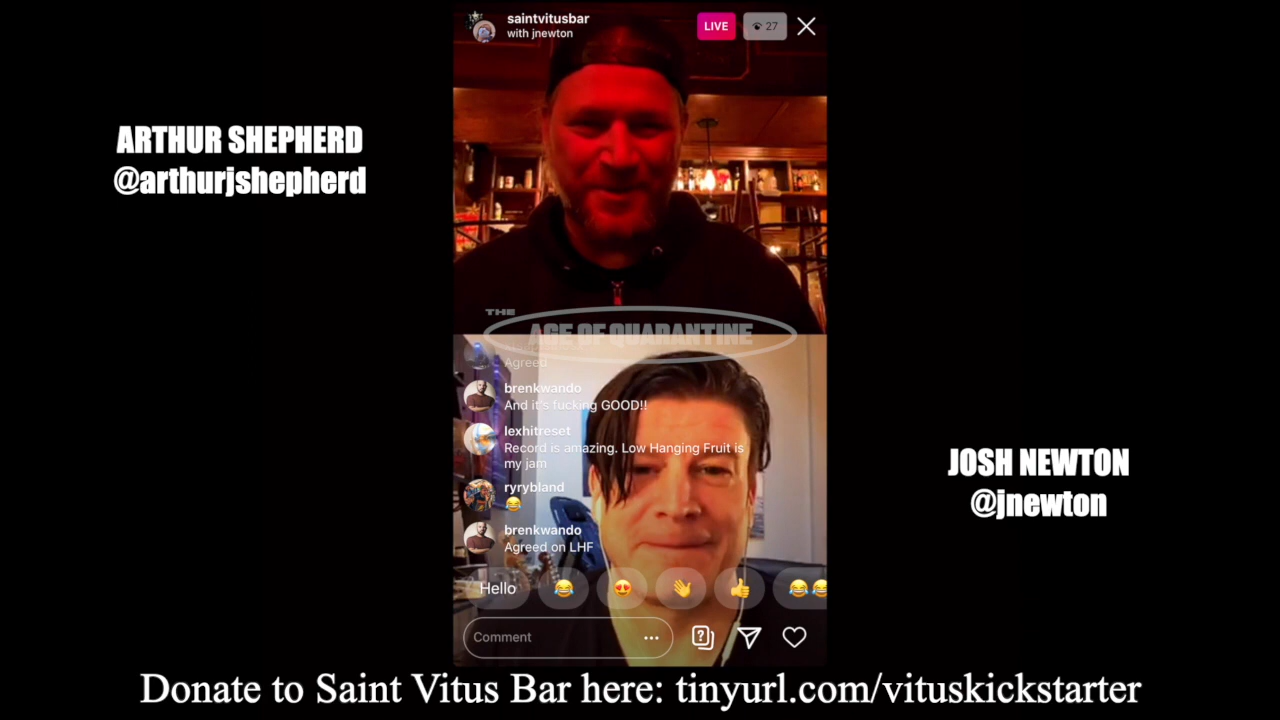 saintvitusbar
with jnewton
LIVE
27
ARTHUR SHEPHERD
@arthurjshepherd
THE
AGE OF QUARANTINE
Agreed
brenkwando
And it's fucking GOOD!!
lexhitreset
Record is amazing. Low Hanging Fruit is
my jam
ryrybland
😂
brenkwando
Agreed on LHF
JOSH NEWTON
@jnewton
Hello 😂 😍 👋 👍 😂😂
Comment
Donate to Saint Vitus Bar here: tinyurl.com/vituskickstarter